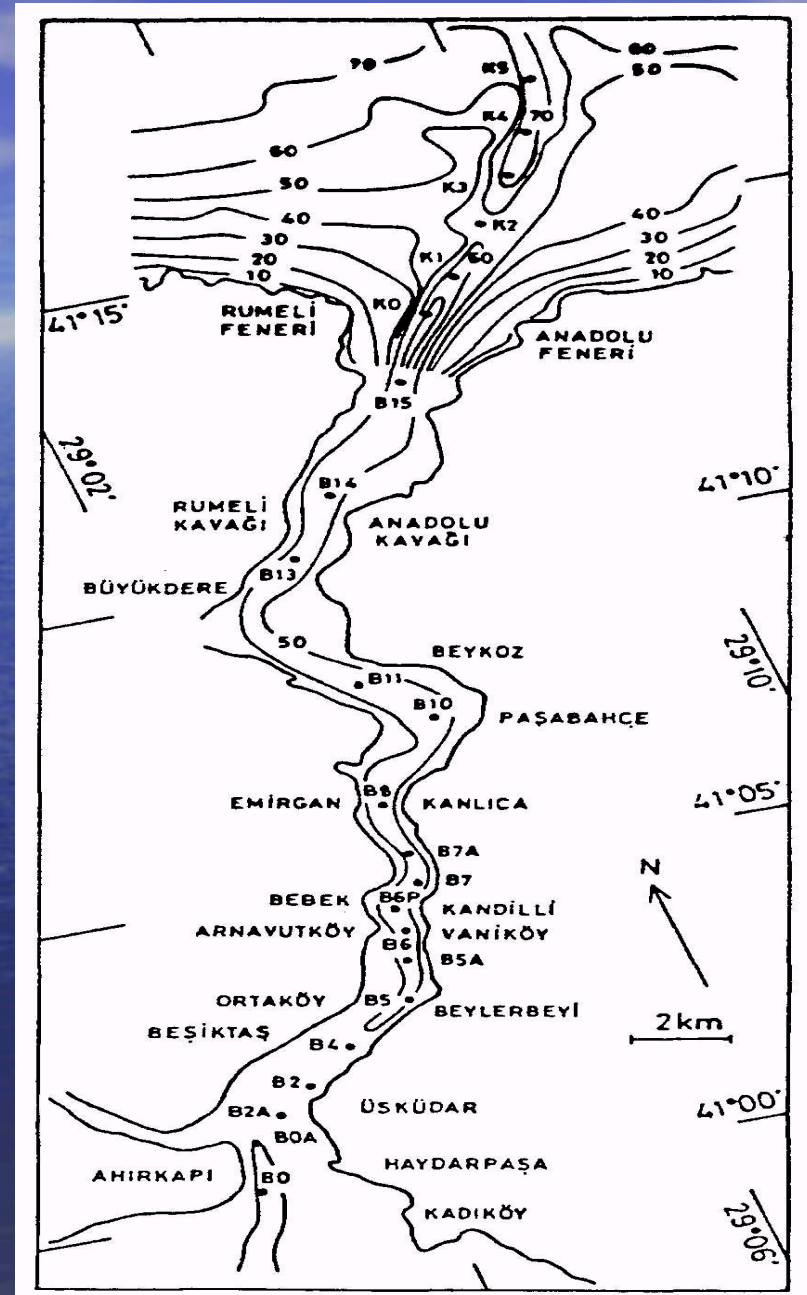 70
K5
60
50
K4
70
60
50
K3
40
K2
40
30
30
20
K1
60
20
10
10
K0
RUMELİ
FENERİ
41°15'
ANADOLU
FENERİ
B15
29°02'
B14
41°10'
RUMELİ
KAVAĞI
ANADOLU
KAVAĞI
B13
BÜYÜKDERE
50
BEYKOZ
29°10'
B11
B10
PAŞABAHÇE
B8
EMİRGAN
KANLICA
41°05'
B7A
N
B7
BEBEK
B6P
KANDİLLİ
ARNAVUTKÖY
VANİKÖY
B6
B5A
ORTAKÖY
B5
BEYLERBEYİ
2km
BEŞİKTAŞ
B4
B2
B2A
ÜSKÜDAR
41°00'
B0A
AHIRKAPI
B0
HAYDARPAŞA
KADIKÖY
29°06'